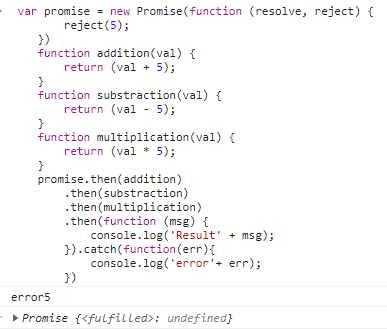 > var promise = new Promise(function (resolve, reject) {
        reject(5);
    })
    function addition(val) {
        return (val + 5);
    }
    function substraction(val) {
        return (val - 5);
    }
    function multiplication(val) {
        return (val * 5);
    }
    promise.then(addition)
        .then(substraction)
        .then(multiplication)
        .then(function (msg) {
            console.log('Result' + msg);
        }).catch(function(err){
            console.log('error'+ err);
        })
error5
▶ Promise {<fulfilled>: undefined}